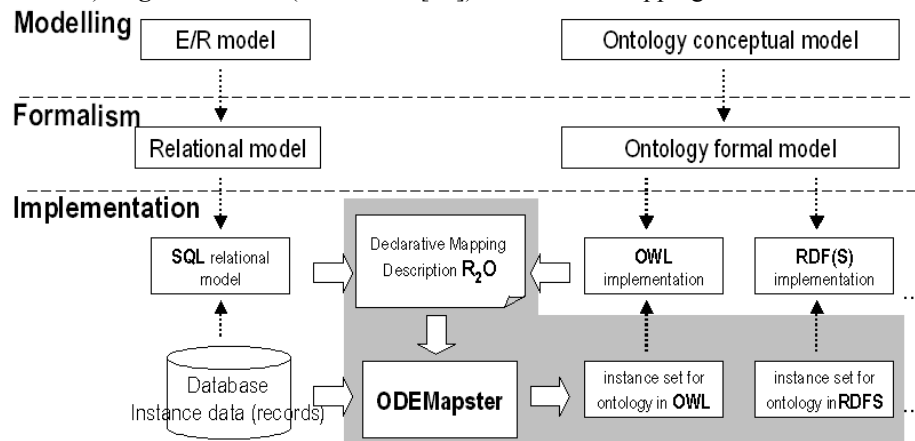 Modelling
E/R model
Ontology conceptual model
Formalism
Relational model
Ontology formal model
Implementation
SQL relational
model
Declarative Mapping
Description R2O
OWL
implementation
RDF(S)
implementation
..
Database
Instance data (records)
ODEMapster
instance set for
ontology in OWL
instance set for
ontology in RDFS
..